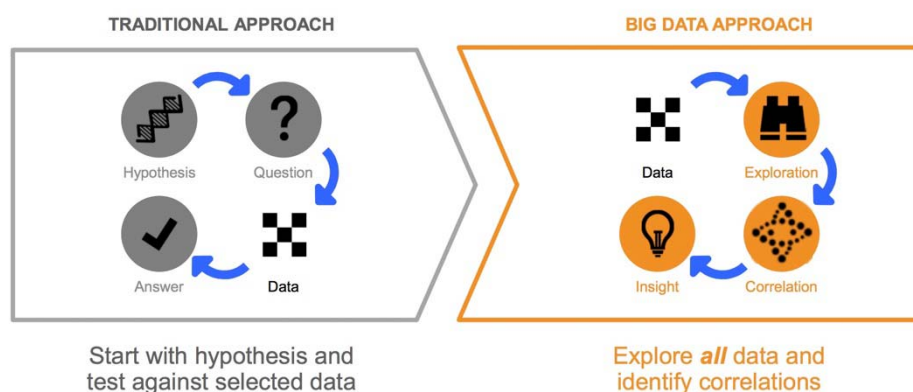 TRADITIONAL APPROACH
Hypothesis
Question
Answer
Data
Start with hypothesis and
test against selected data
BIG DATA APPROACH
Data
Exploration
Insight
Correlation
Explore all data and
identify correlations